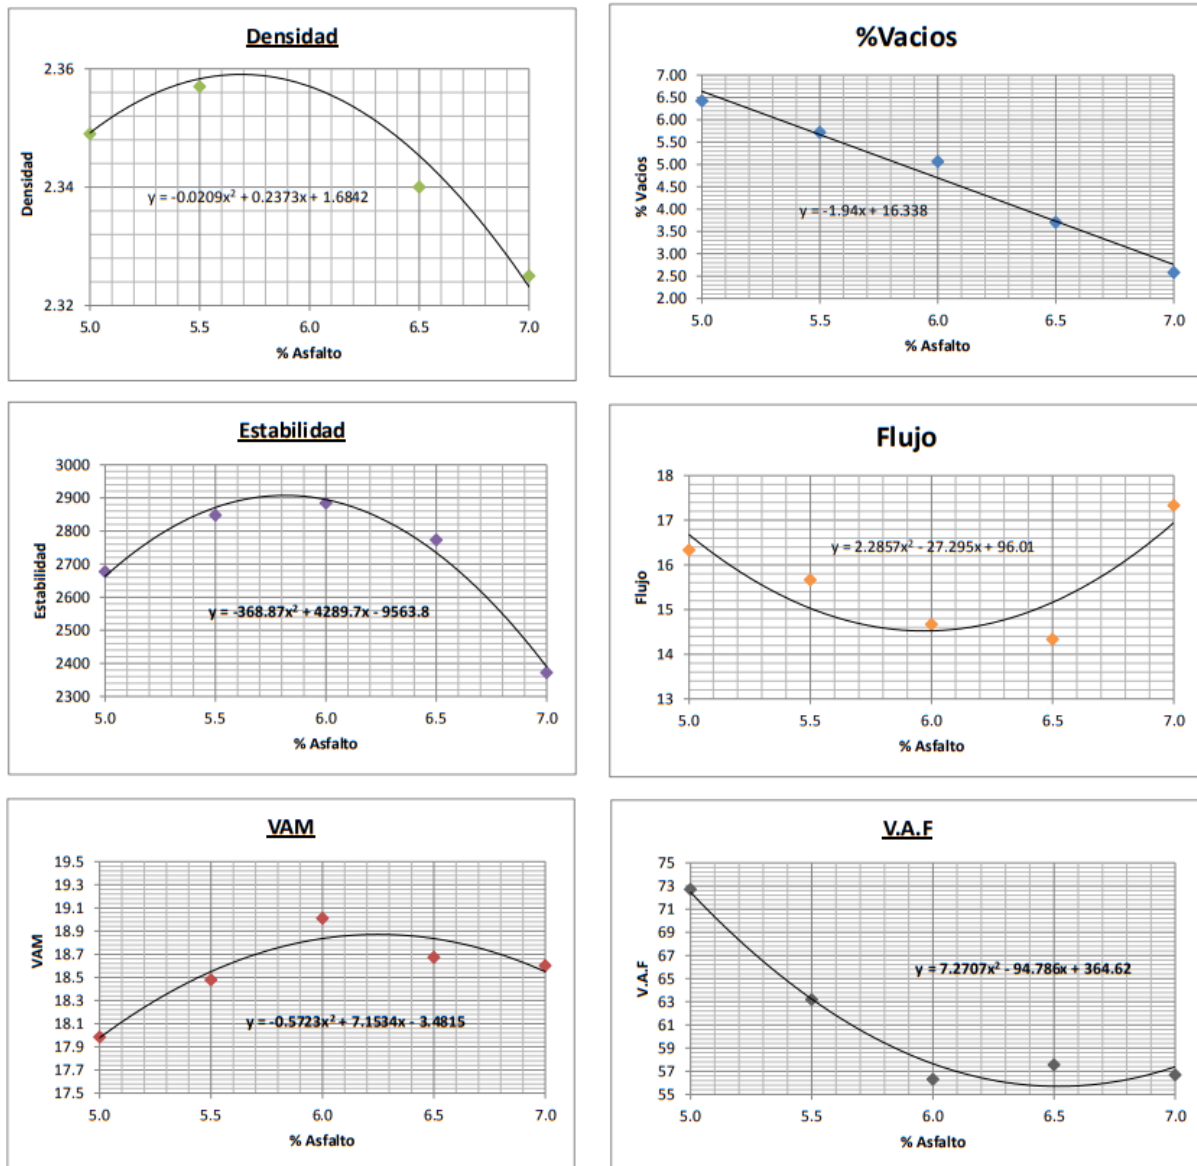 Densidad
2.36
2.34
2.32
Densidad
y = -0.0209x² + 0.2373x + 1.6842
5.0 5.5 6.0 6.5 7.0
% Asfalto
%Vacios
7.00
6.50
6.00
5.50
5.00
4.50
4.00
3.50
3.00
2.50
2.00
% Vacios
y = -1.94x + 16.338
5.0 5.5 6.0 6.5 7.0
% Asfalto
Estabilidad
3000
2900
2800
2700
2600
2500
2400
2300
Estabilidad
y = -368.87x² + 4289.7x - 9563.8
5.0 5.5 6.0 6.5 7.0
% Asfalto
Flujo
18
17
16
15
14
13
Flujo
y = 2.2857x² - 27.295x + 96.01
5.0 5.5 6.0 6.5 7.0
% Asfalto
VAM
19.5
19.3
19.1
18.9
18.7
18.5
18.3
18.1
17.9
17.7
17.5
VAM
y = -0.5723x² + 7.1534x - 3.4815
5.0 5.5 6.0 6.5 7.0
% Asfalto
V.A.F
75
73
71
69
67
65
63
61
59
57
55
V.A.F
y = 7.2707x² - 94.786x + 364.62
5.0 5.5 6.0 6.5 7.0
% Asfalto